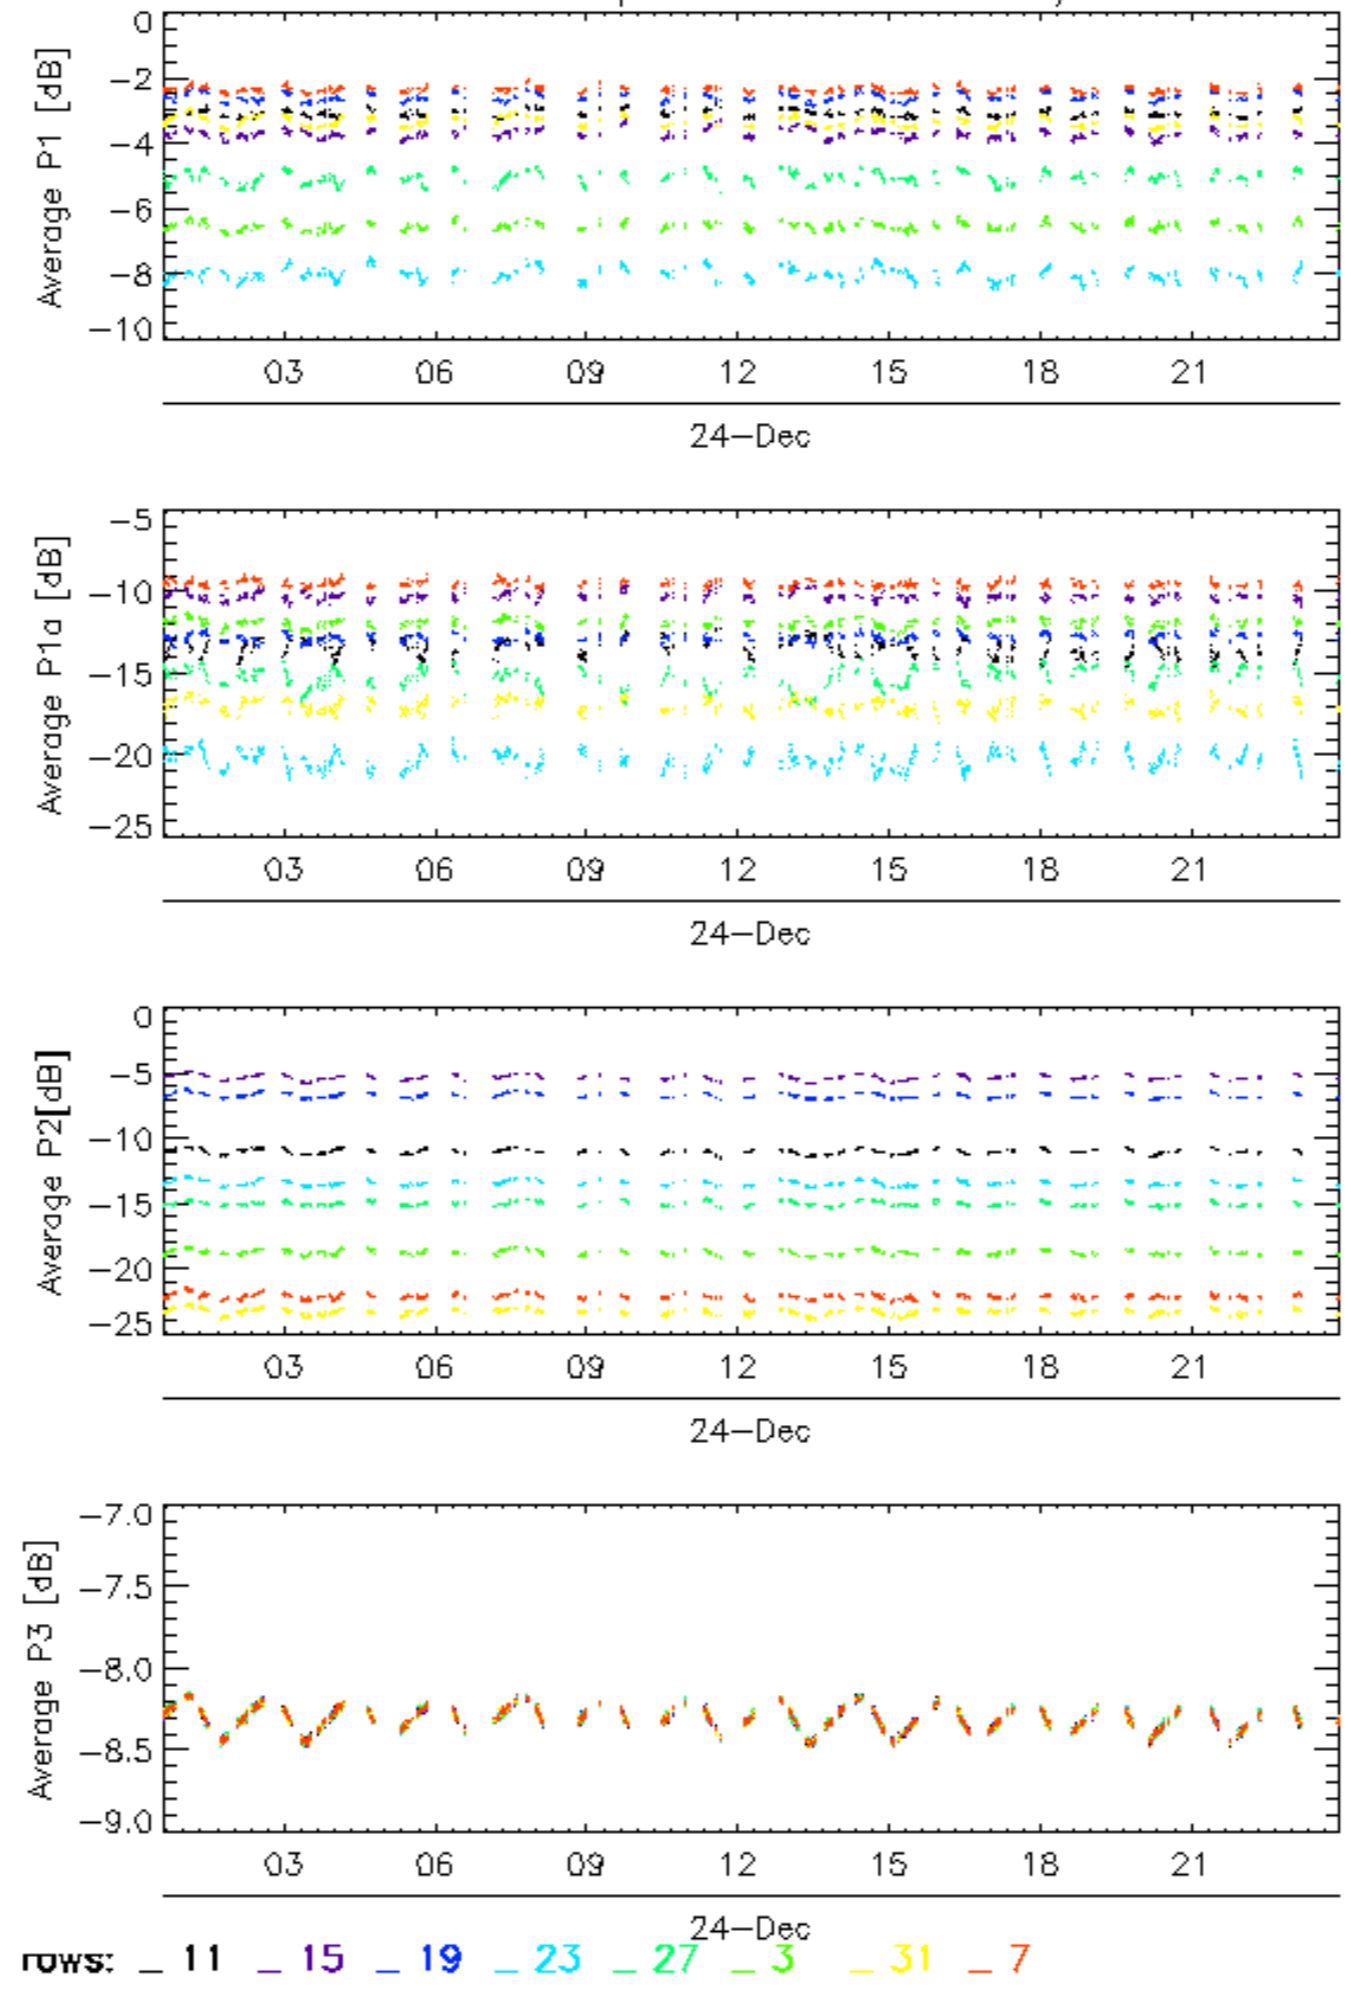 0
-2
-4
-6
-8
-10
Average P1 [dB]
03 06 09 12 15 18 21
24-Dec
-5
-10
-15
-20
-25
Average P1a [dB]
03 06 09 12 15 18 21
24-Dec
0
-5
-10
-15
-20
-25
Average P2[dB]
03 06 09 12 15 18 21
24-Dec
-7.0
-7.5
-8.0
-8.5
-9.0
Average P3 [dB]
03 06 09 12 15 18 21
24-Dec
rows: _ 11 _ 15 _ 19 _ 23 _ 27 _ 3 _ 31 _ 7